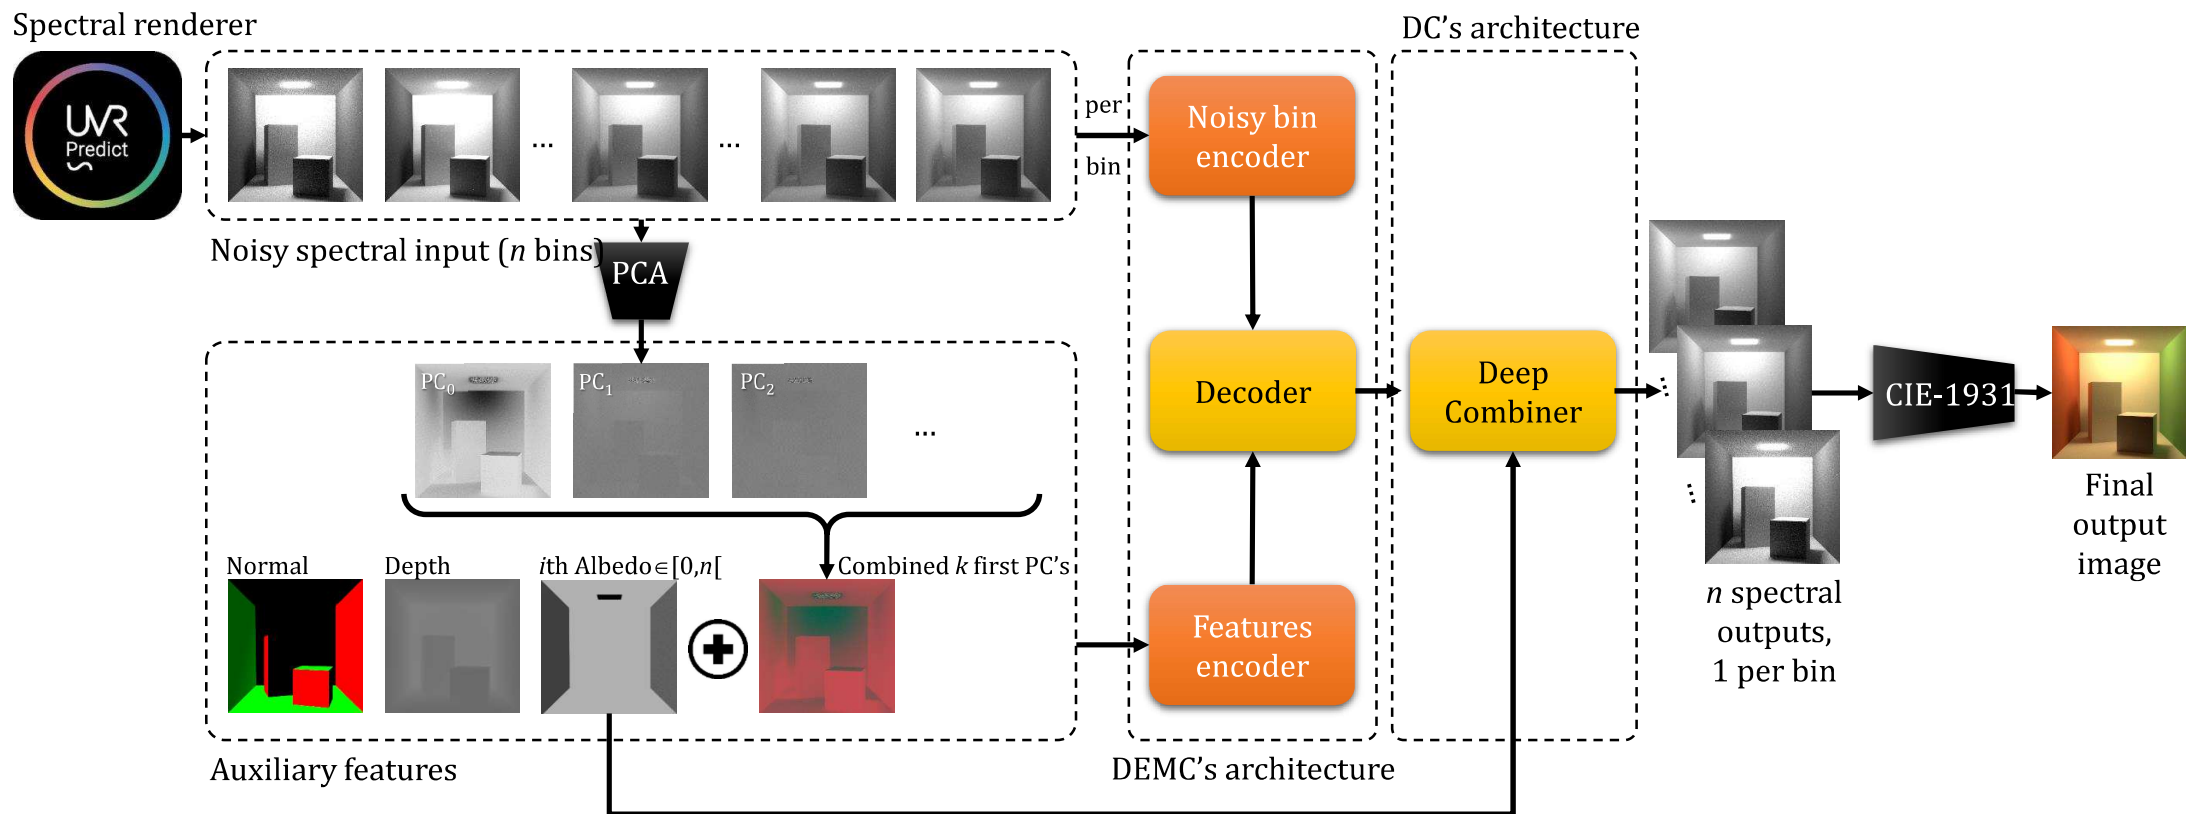 Spectral renderer
UVR
Predict
...
...
per
bin
Noisy spectral input (n bins)
PCA
PC0
PC1
PC2
...
Normal
Depth
ith Albedo∈[0,n[
Combined k first PC's
Auxiliary features
Noisy bin
encoder
Decoder
Features
encoder
DEMC's architecture
DC's architecture
Deep
Combiner
...
...
n spectral
outputs,
1 per bin
CIE-1931
Final
output
image